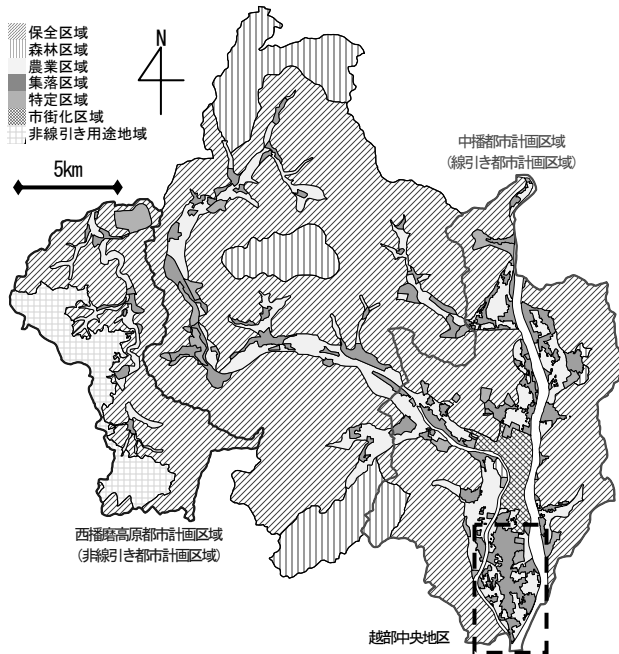 保全区域
森林区域
農業区域
集落区域
特定区域
市街化区域
非線引き用途地域
N
5km
中播都市計画区域
(線引き都市計画区域)
西播磨高原都市計画区域
(非線引き都市計画区域)
越部中央地区